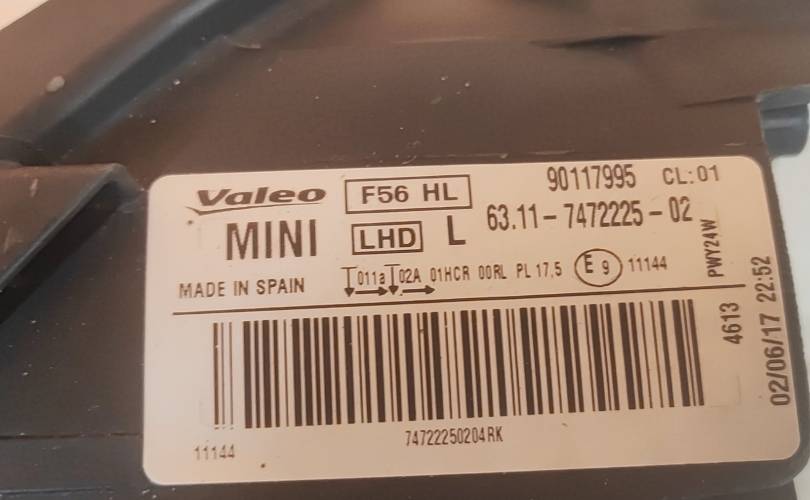 Valeo F56 HL 90117995 CL:01
MINI LHD L 63.11-7472225-02
MADE IN SPAIN 011a 02A 01HCR 00RL PL 17,5 E 9 11144
PWY24W
4613
02/06/17 22:52
11144 74722250204RK